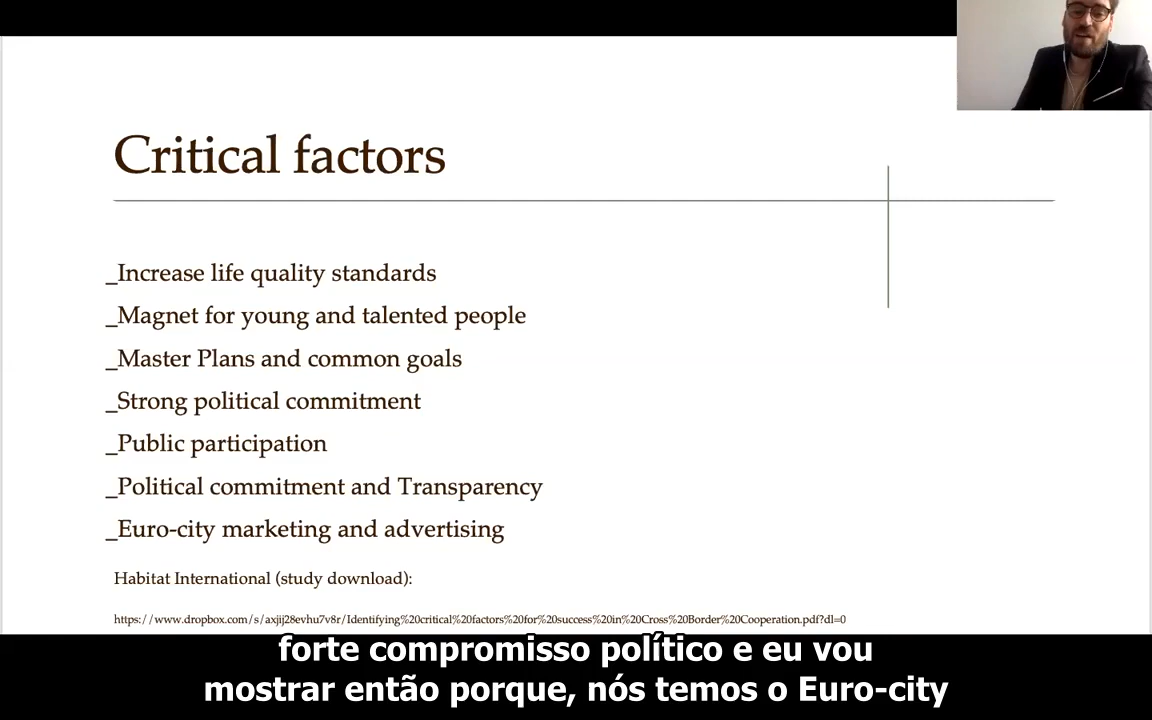 Critical factors
_Increase life quality standards
_Magnet for young and talented people
_Master Plans and common goals
_Strong political commitment
_Public participation
_Political commitment and Transparency
_Euro-city marketing and advertising
Habitat International (study download):
https://www.dropbox.com/s/axjij28evhu7v8r/Identifying%20critical%20factors%20for%20success%20in%20Cross%20Border%20Cooperation.pdf?dl=0
forte compromisso político e eu vou
mostrar então porque, nós temos o Euro-city